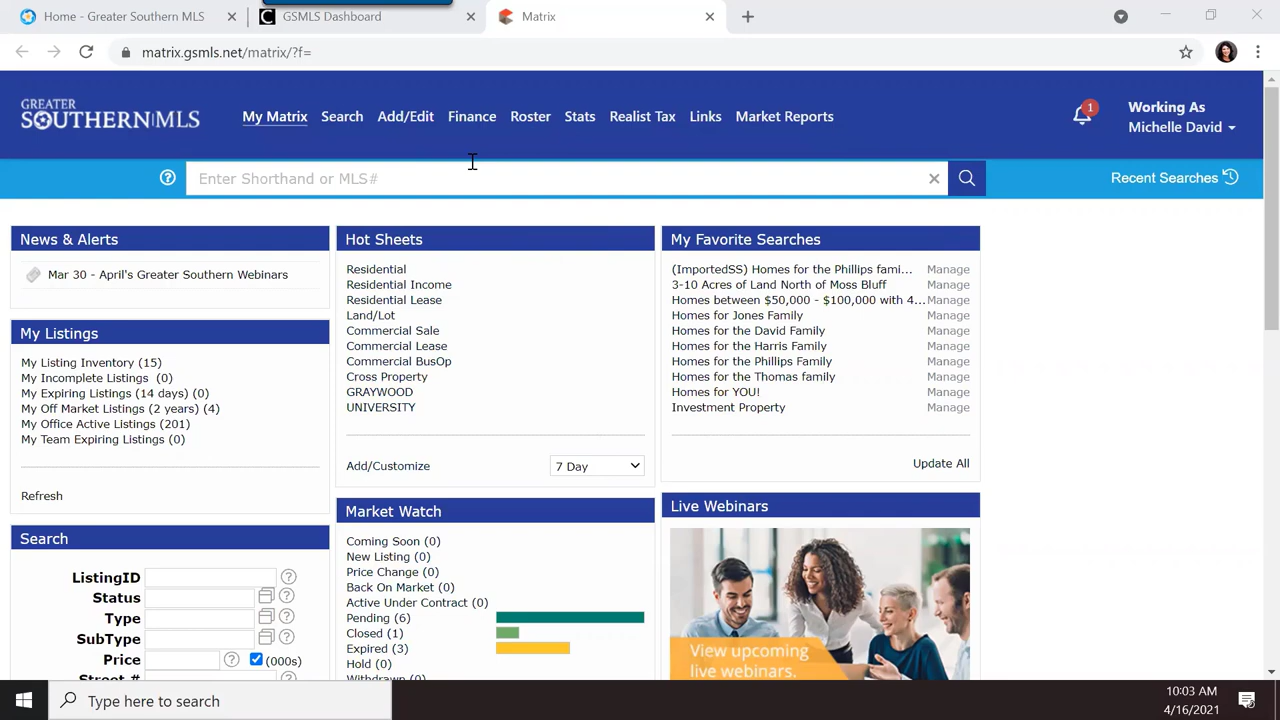 Home - Greater Southern MLS
GSMLS Dashboard
Matrix
matrix.gsmls.net/matrix/?f=
GREATER
SOUTHERN MLS
My Matrix
Search
Add/Edit
Finance
Roster
Stats
Realist Tax
Links
Market Reports
1
Working As
Michelle David
Enter Shorthand or MLS#
Recent Searches
News & Alerts
Mar 30 - April's Greater Southern Webinars
My Listings
My Listing Inventory (15)
My Incomplete Listings (0)
My Expiring Listings (14 days) (0)
My Off Market Listings (2 years) (4)
My Office Active Listings (201)
My Team Expiring Listings (0)
Refresh
Search
ListingID
Status
Type
SubType
Price
(000s)
Street #
Hot Sheets
Residential
Residential Income
Residential Lease
Land/Lot
Commercial Sale
Commercial Lease
Commercial BusOp
Cross Property
GRAYWOOD
UNIVERSITY
Add/Customize
7 Day
Market Watch
Coming Soon (0)
New Listing (0)
Price Change (0)
Back On Market (0)
Active Under Contract (0)
Pending (6)
Closed (1)
Expired (3)
Hold (0)
Withdrawn (0)
My Favorite Searches
(ImportedSS) Homes for the Phillips fami... Manage
3-10 Acres of Land North of Moss Bluff Manage
Homes between $50,000 - $100,000 with 4... Manage
Homes for Jones Family Manage
Homes for the David Family Manage
Homes for the Harris Family Manage
Homes for the Phillips Family Manage
Homes for the Thomas family Manage
Homes for YOU! Manage
Investment Property Manage
Update All
Live Webinars
View upcoming
live webinars.
Type here to search
10:03 AM
4/16/2021